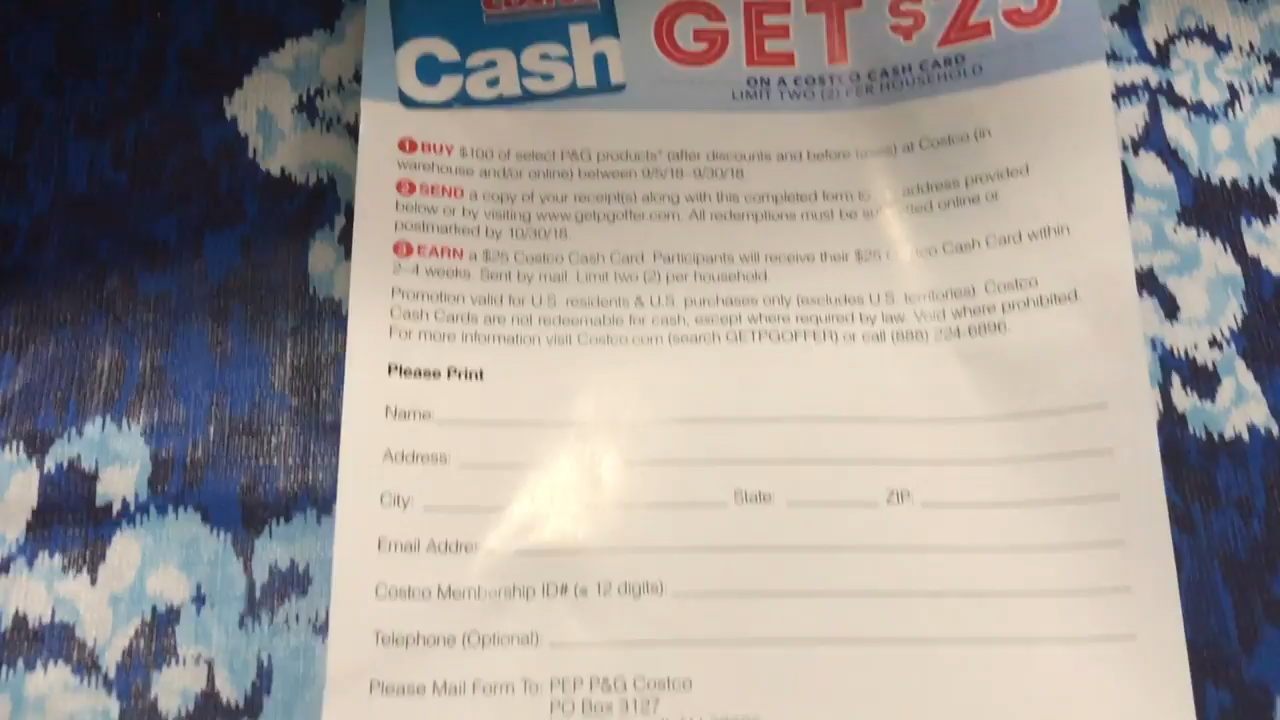 Cash
GET $25
ON A COSTCO CASH CARD
LIMIT TWO (2) PER HOUSEHOLD
1 BUY $100 of select P&G products* (after discounts and before taxes) at Costco (in
warehouse and/or online) between 9/5/18-9/30/18
2 SEND a copy of your receipt(s) along with this completed form to address provided
below or by visiting www.getpgoffer.com. All redemptions must be submitted online or
postmarked by 10/30/18.
3 EARN a $25 Costco Cash Card. Participants will receive their $25 Costco Cash Card within
2-4 weeks. Sent by mail. Limit two (2) per household.
Promotion valid for U.S. residents & U.S. purchases only (excludes U.S. territories). Costco
Cash Cards are not redeemable for cash, except where required by law. Void where prohibited.
For more information visit Costco.com (search GETPGOFFER) or call (888) 224-6896.
Please Print
Name:
Address:
City: State: ZIP:
Email Addre
Costco Membership ID# (≤ 12 digits):
Telephone (Optional):
Please Mail Form To: PEP P&G Costco
PO Box 3127